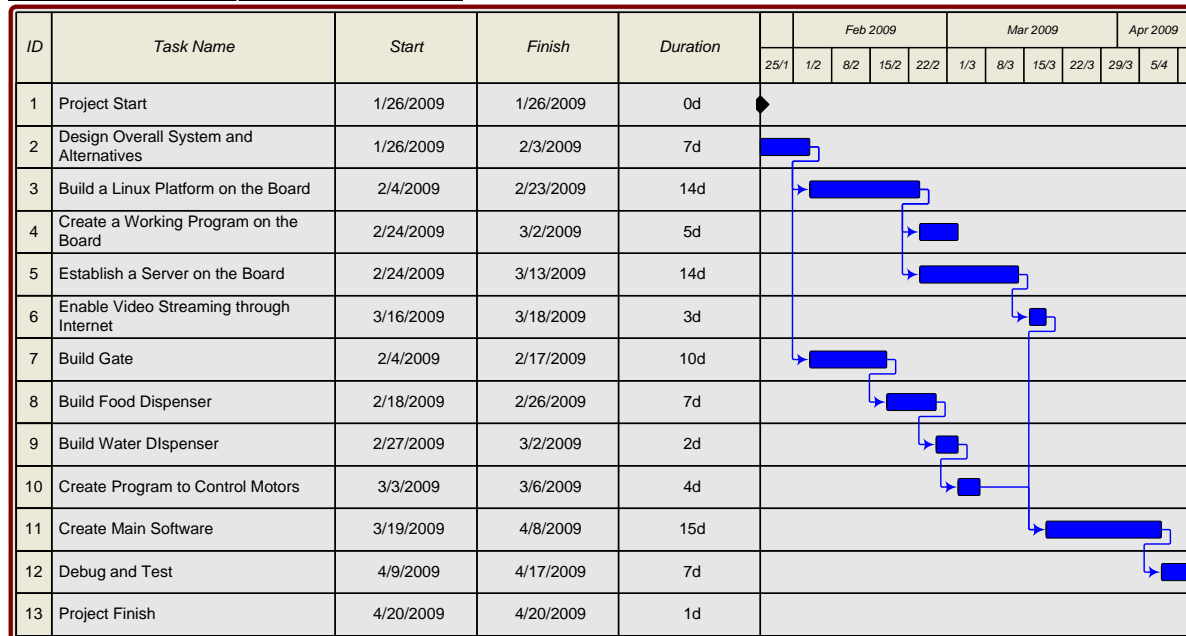 ID Task Name Start Finish Duration Feb 2009 Mar 2009 Apr 2009
25/1 1/2 8/2 15/2 22/2 1/3 8/3 15/3 22/3 29/3 5/4
1 Project Start 1/26/2009 1/26/2009 0d
2 Design Overall System and
Alternatives 1/26/2009 2/3/2009 7d
3 Build a Linux Platform on the Board 2/4/2009 2/23/2009 14d
4 Create a Working Program on the
Board 2/24/2009 3/2/2009 5d
5 Establish a Server on the Board 2/24/2009 3/13/2009 14d
6 Enable Video Streaming through
Internet 3/16/2009 3/18/2009 3d
7 Build Gate 2/4/2009 2/17/2009 10d
8 Build Food Dispenser 2/18/2009 2/26/2009 7d
9 Build Water DIspenser 2/27/2009 3/2/2009 2d
10 Create Program to Control Motors 3/3/2009 3/6/2009 4d
11 Create Main Software 3/19/2009 4/8/2009 15d
12 Debug and Test 4/9/2009 4/17/2009 7d
13 Project Finish 4/20/2009 4/20/2009 1d